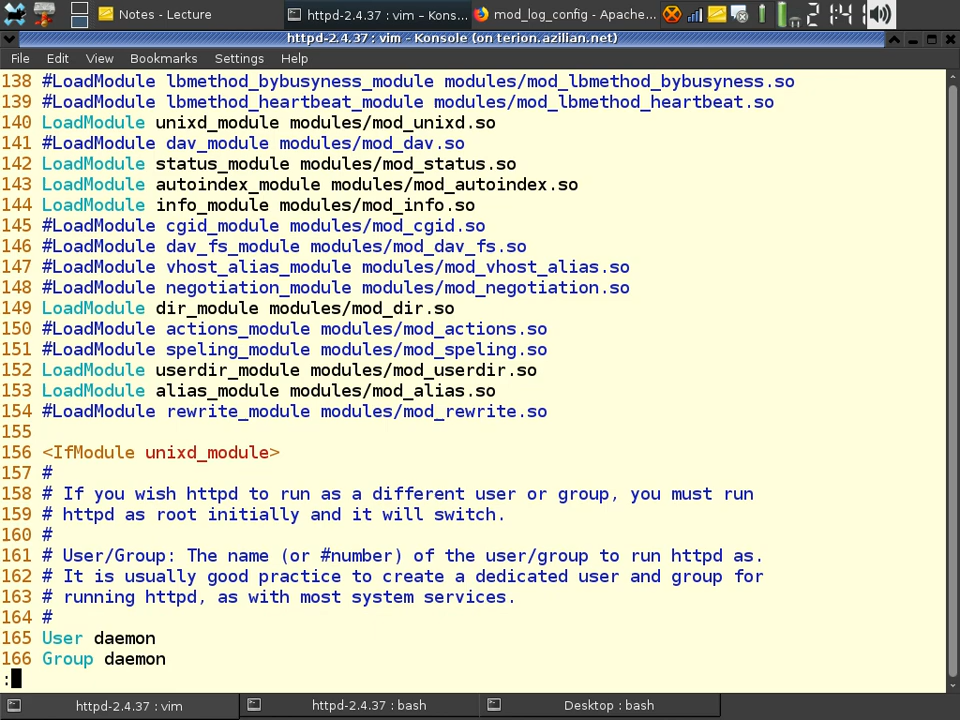 Notes - Lecture
httpd-2.4.37 : vim – Kons...
mod_log_config - Apache...
2 1:41
httpd-2.4.37 : vim – Konsole (on terion.azilian.net)
File Edit View Bookmarks Settings Help
138 #LoadModule lbmethod_bybusyness_module modules/mod_lbmethod_bybusyness.so
139 #LoadModule lbmethod_heartbeat_module modules/mod_lbmethod_heartbeat.so
140 LoadModule unixd_module modules/mod_unixd.so
141 #LoadModule dav_module modules/mod_dav.so
142 LoadModule status_module modules/mod_status.so
143 LoadModule autoindex_module modules/mod_autoindex.so
144 LoadModule info_module modules/mod_info.so
145 #LoadModule cgid_module modules/mod_cgid.so
146 #LoadModule dav_fs_module modules/mod_dav_fs.so
147 #LoadModule vhost_alias_module modules/mod_vhost_alias.so
148 #LoadModule negotiation_module modules/mod_negotiation.so
149 LoadModule dir_module modules/mod_dir.so
150 #LoadModule actions_module modules/mod_actions.so
151 #LoadModule speling_module modules/mod_speling.so
152 LoadModule userdir_module modules/mod_userdir.so
153 LoadModule alias_module modules/mod_alias.so
154 #LoadModule rewrite_module modules/mod_rewrite.so
155
156 <IfModule unixd_module>
157 #
158 # If you wish httpd to run as a different user or group, you must run
159 # httpd as root initially and it will switch.
160 #
161 # User/Group: The name (or #number) of the user/group to run httpd as.
162 # It is usually good practice to create a dedicated user and group for
163 # running httpd, as with most system services.
164 #
165 User daemon
166 Group daemon
:
httpd-2.4.37 : vim
httpd-2.4.37 : bash
Desktop : bash